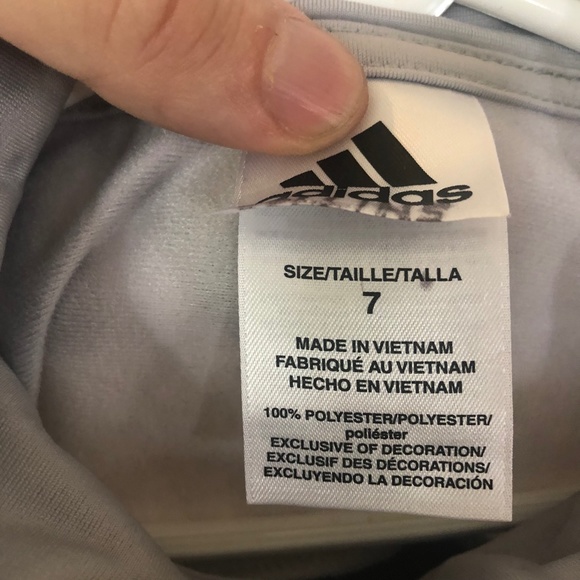 adidas
SIZE/TAILLE/TALLA
7
MADE IN VIETNAM
FABRIQUÉ AU VIETNAM
HECHO EN VIETNAM
100% POLYESTER/POLYESTER/
poliéster
EXCLUSIVE OF DECORATION/
EXCLUSIF DES DÉCORATIONS/
EXCLUYENDO LA DECORACIÓN